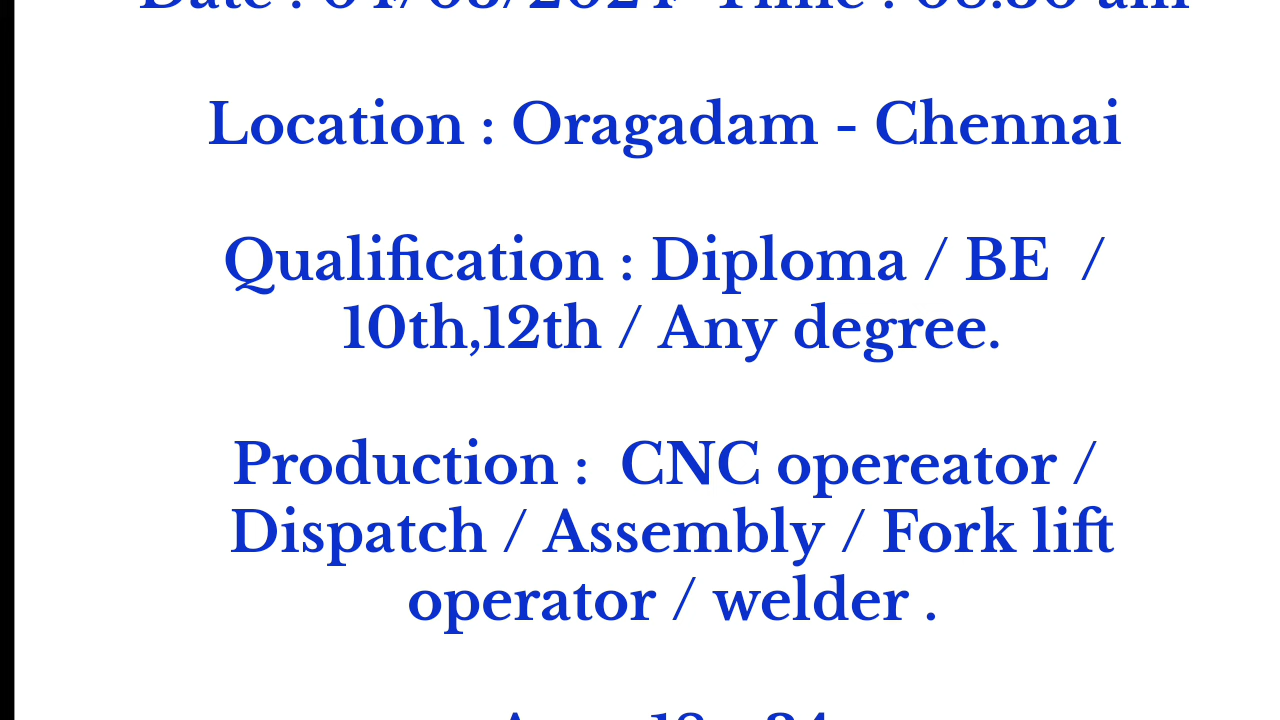 Location : Oragadam - Chennai
Qualification : Diploma / BE /
10th,12th / Any degree.
Production : CNC opereator /
Dispatch / Assembly / Fork lift
operator / welder .